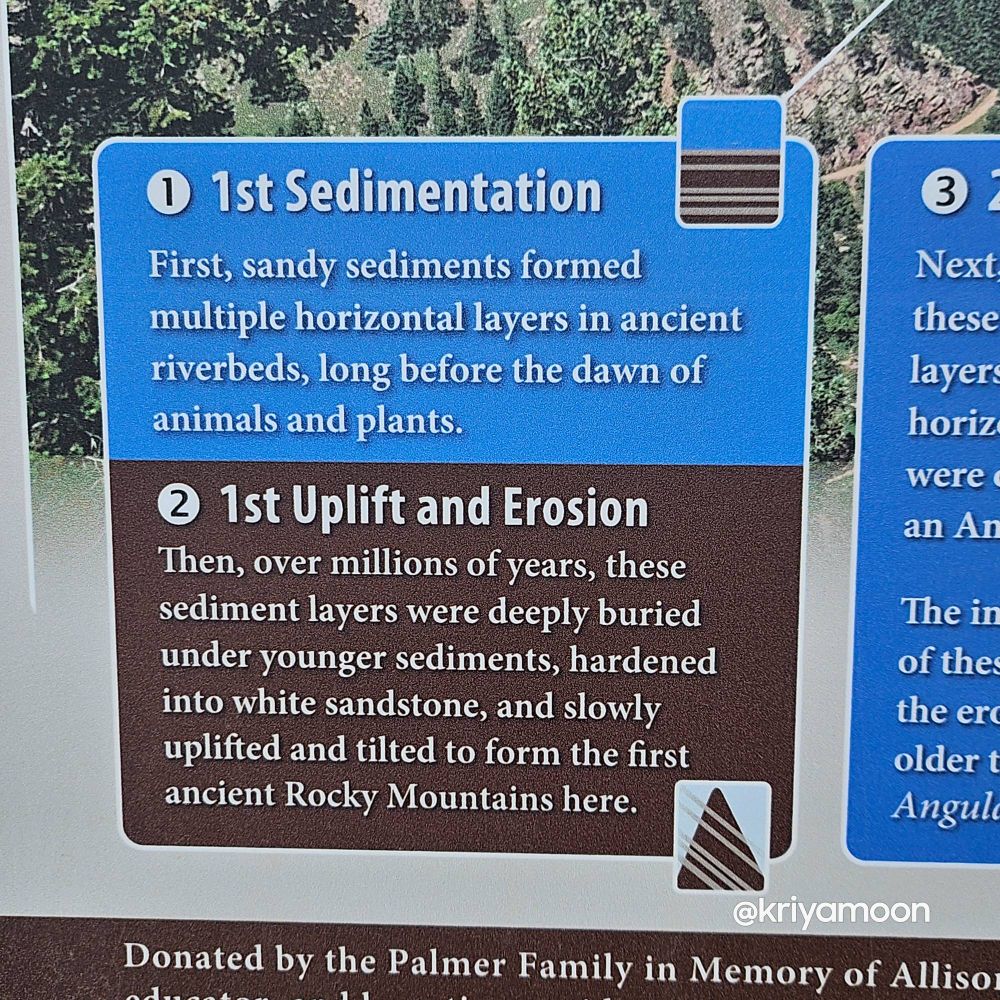 1 1st Sedimentation
First, sandy sediments formed
multiple horizontal layers in ancient
riverbeds, long before the dawn of
animals and plants.
2 1st Uplift and Erosion
Then, over millions of years, these
sediment layers were deeply buried
under younger sediments, hardened
into white sandstone, and slowly
uplifted and tilted to form the first
ancient Rocky Mountains here.
3 2
Next,
these
layers
horiz
were
an An
The in
of thes
the ero
older t
Angula
@kriyamoon
Donated by the Palmer Family in Memory of Allison